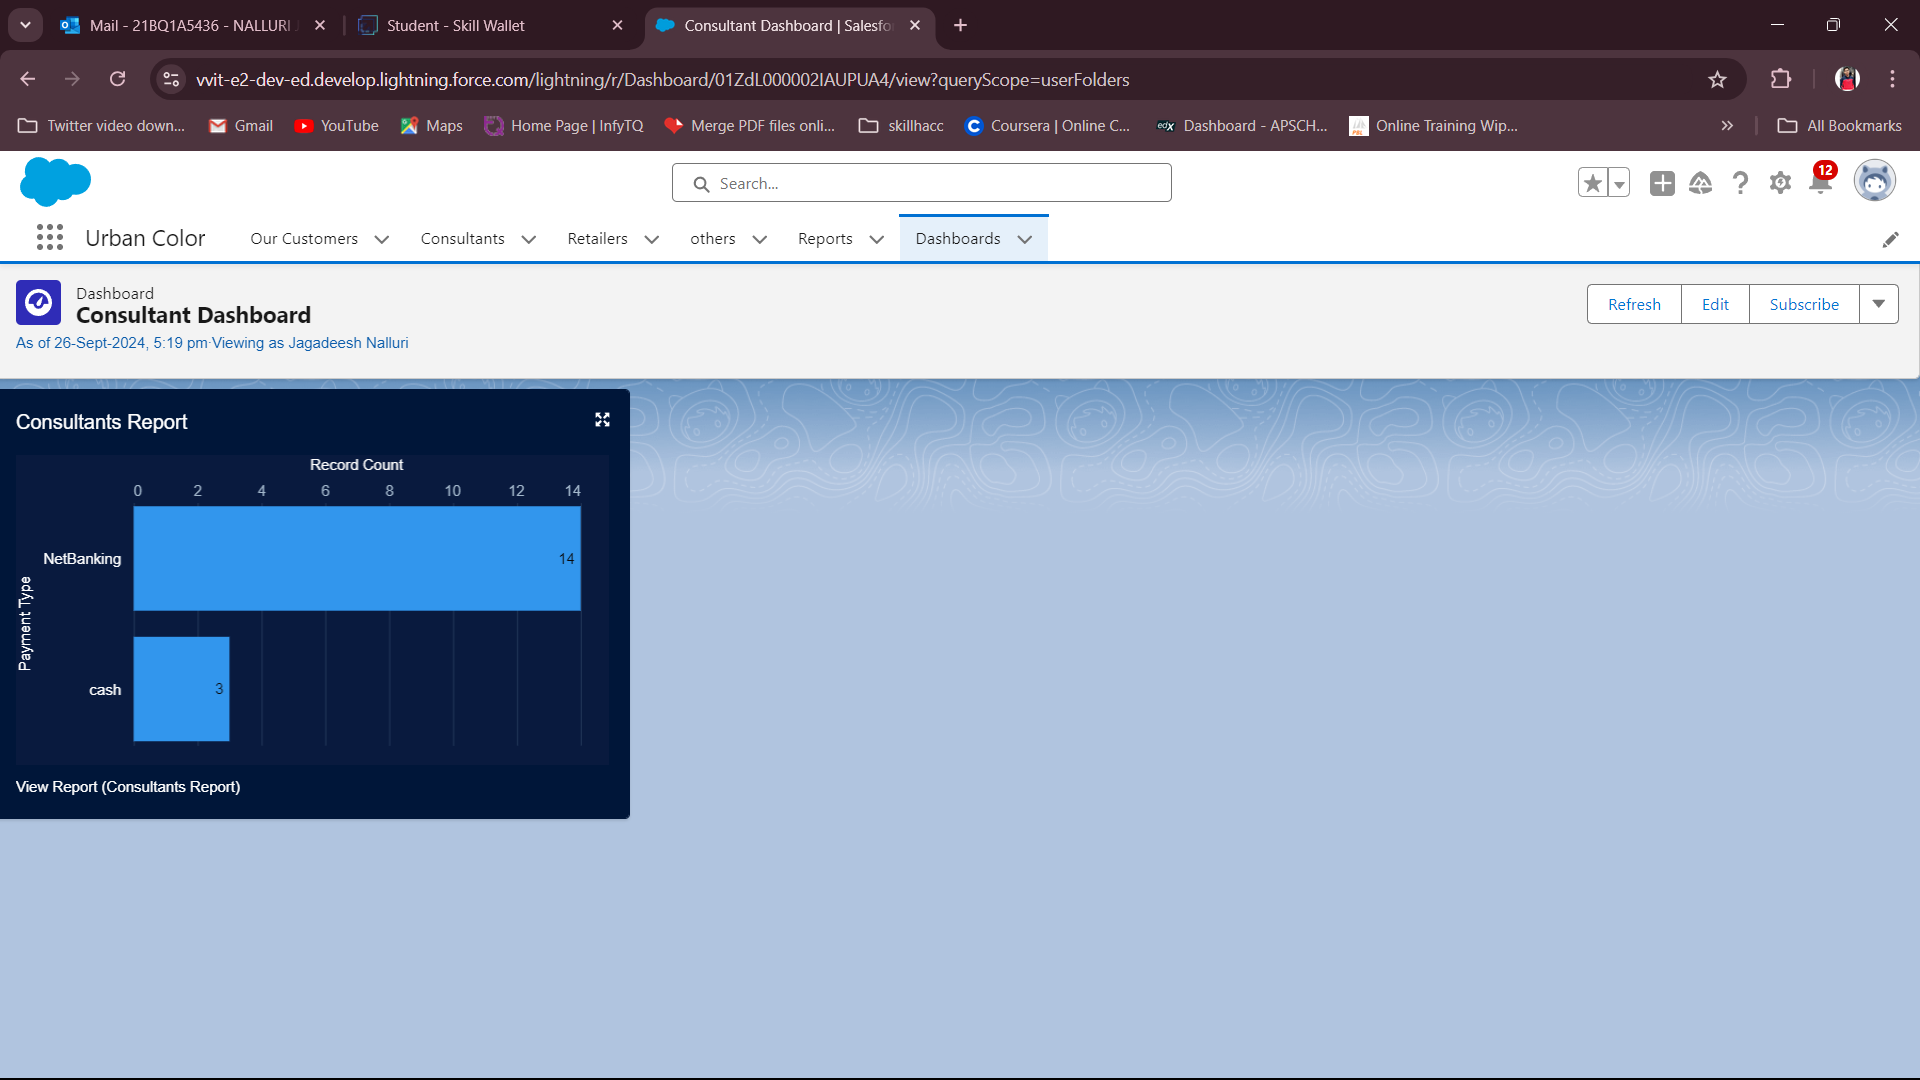 Mail - 21BQ1A5436 - NALLURI
Student - Skill Wallet
Consultant Dashboard | Salesfo
vvit-e2-dev-ed.develop.lightning.force.com/lightning/r/Dashboard/01ZdL000002IAUPUA4/view?queryScope=userFolders
Twitter video down...
Gmail
YouTube
Maps
Home Page | InfyTQ
Merge PDF files onli...
skillhacc
Coursera | Online C...
edX
Dashboard - APSCH...
Online Training Wip...
All Bookmarks
Search...
12
Urban Color
Our Customers
Consultants
Retailers
others
Reports
Dashboards
Dashboard
Consultant Dashboard
As of 26-Sept-2024, 5:19 pm·Viewing as Jagadeesh Nalluri
Refresh
Edit
Subscribe
Consultants Report
Record Count
0 2 4 6 8 10 12 14
Payment Type
NetBanking
14
cash
3
View Report (Consultants Report)